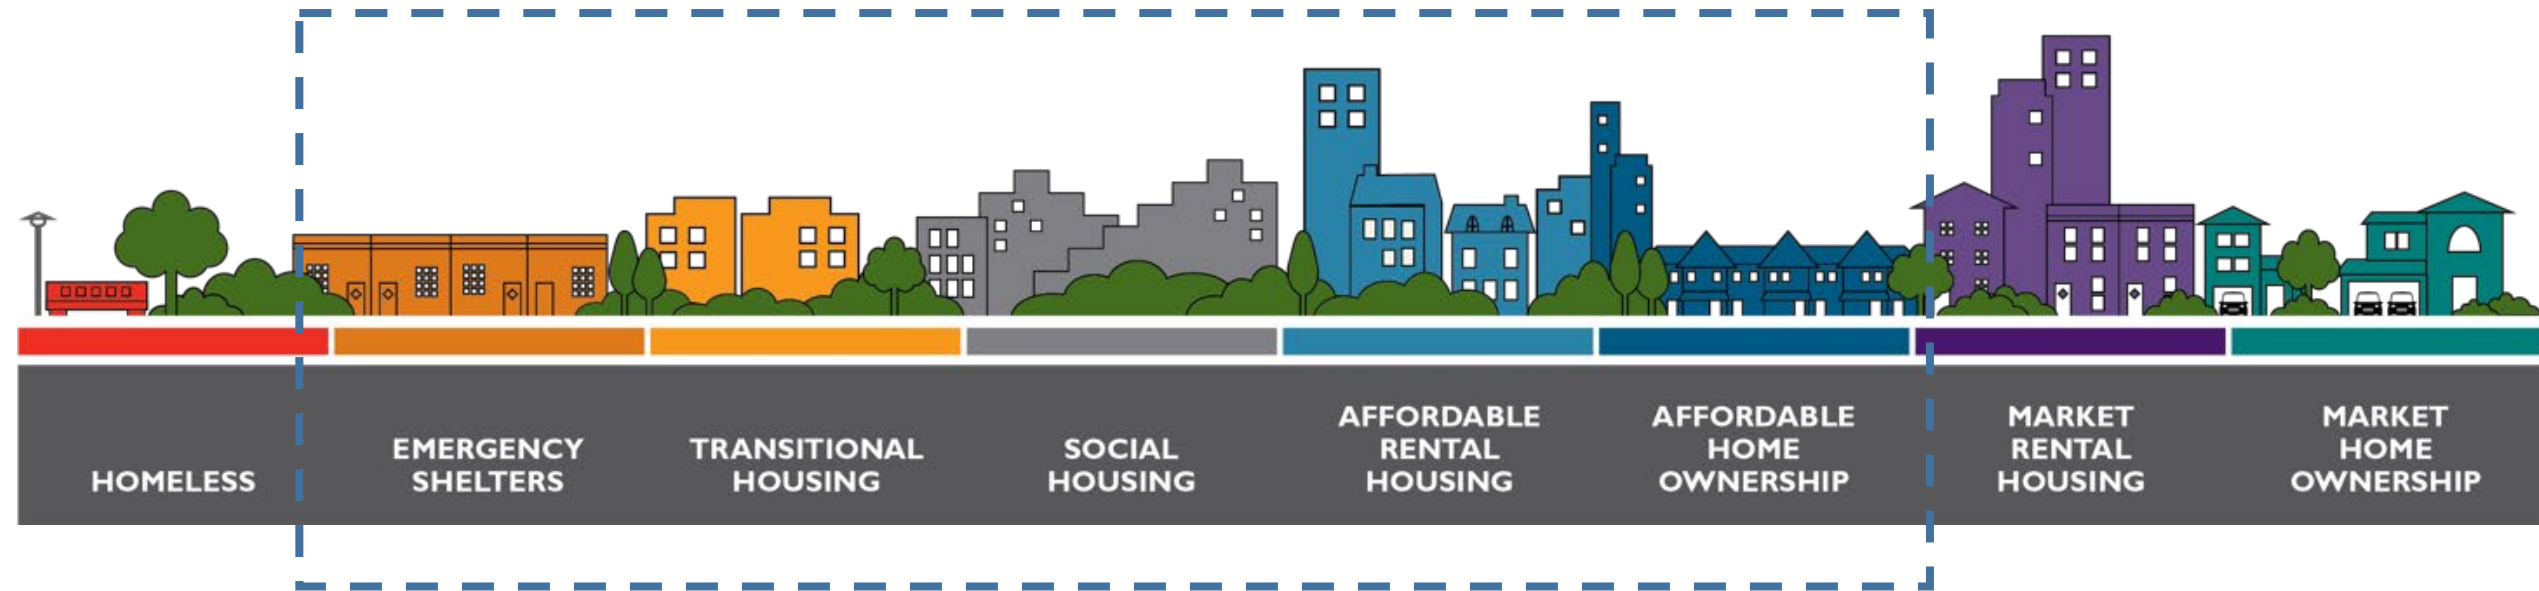 HOMELESS
EMERGENCY
SHELTERS
TRANSITIONAL
HOUSING
SOCIAL
HOUSING
AFFORDABLE
RENTAL
HOUSING
AFFORDABLE
HOME
OWNERSHIP
MARKET
RENTAL
HOUSING
MARKET
HOME
OWNERSHIP